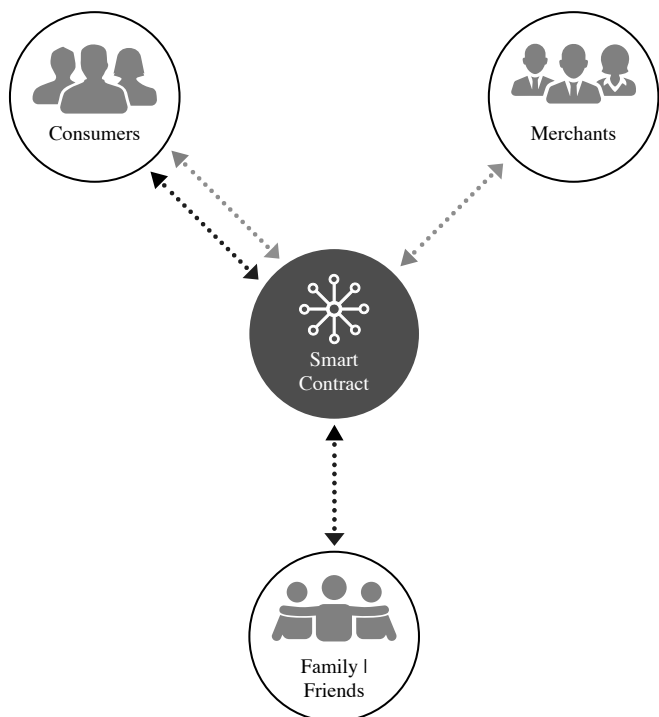 Consumers
Merchants
Smart
Contract
Family |
Friends